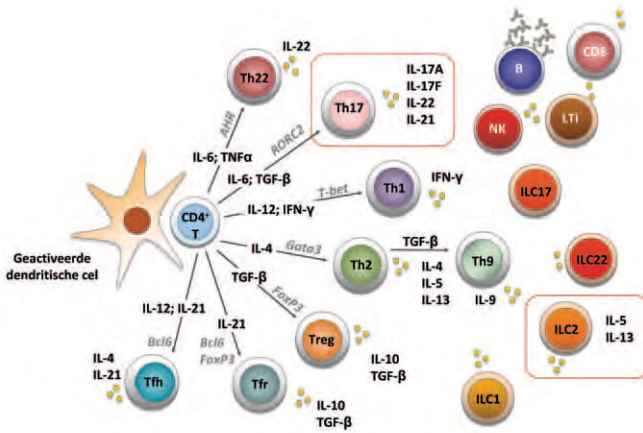 IL-22
Th22
AHR
IL-6; TNFα
IL-17A
IL-17F
IL-22
IL-21
Th17
RORC2
IL-6; TGF-β
B
CD8
NK
LTi
CD4⁺
T
T-bet
IL-12; IFN-γ
Th1
IFN-γ
ILC17
Geactiveerde
dendritische cel
IL-4
Gata3
Th2
TGF-β
IL-4
IL-5
IL-13
Th9
IL-9
ILC22
TGF-β
FoxP3
Treg
IL-10
TGF-β
ILC2
IL-5
IL-13
IL-12; IL-21
Bcl6
IL-4
IL-21
Tfh
IL-21
Bcl6
FoxP3
Tfr
IL-10
TGF-β
ILC1